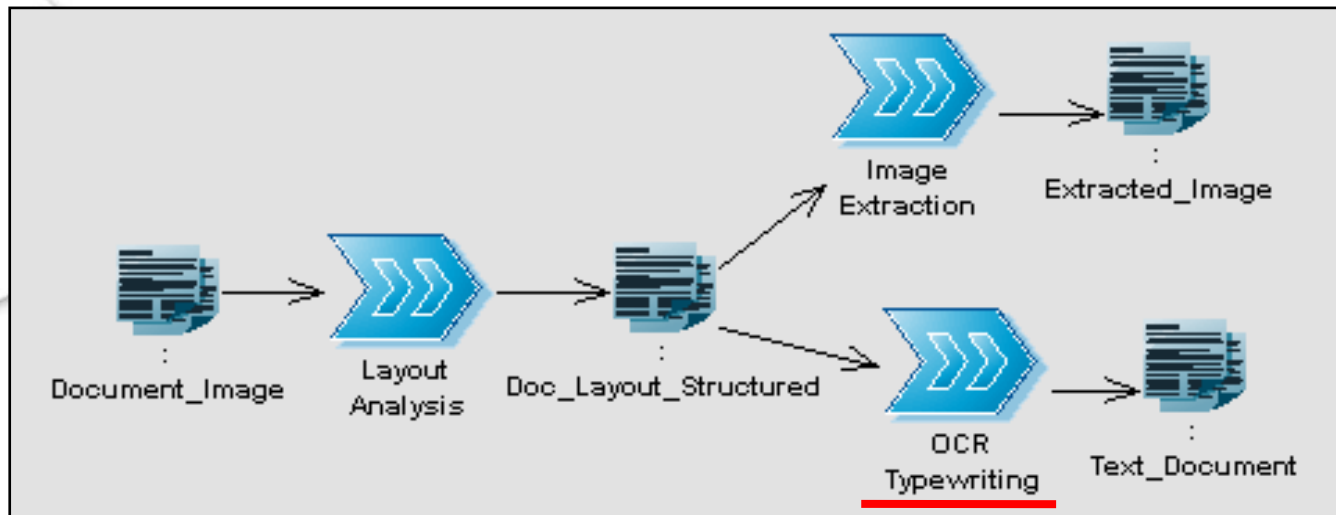 Image
Extraction
:
Extracted_Image
:
Document_Image
Layout
Analysis
:
Doc_Layout_Structured
OCR
Typewriting
:
Text_Document